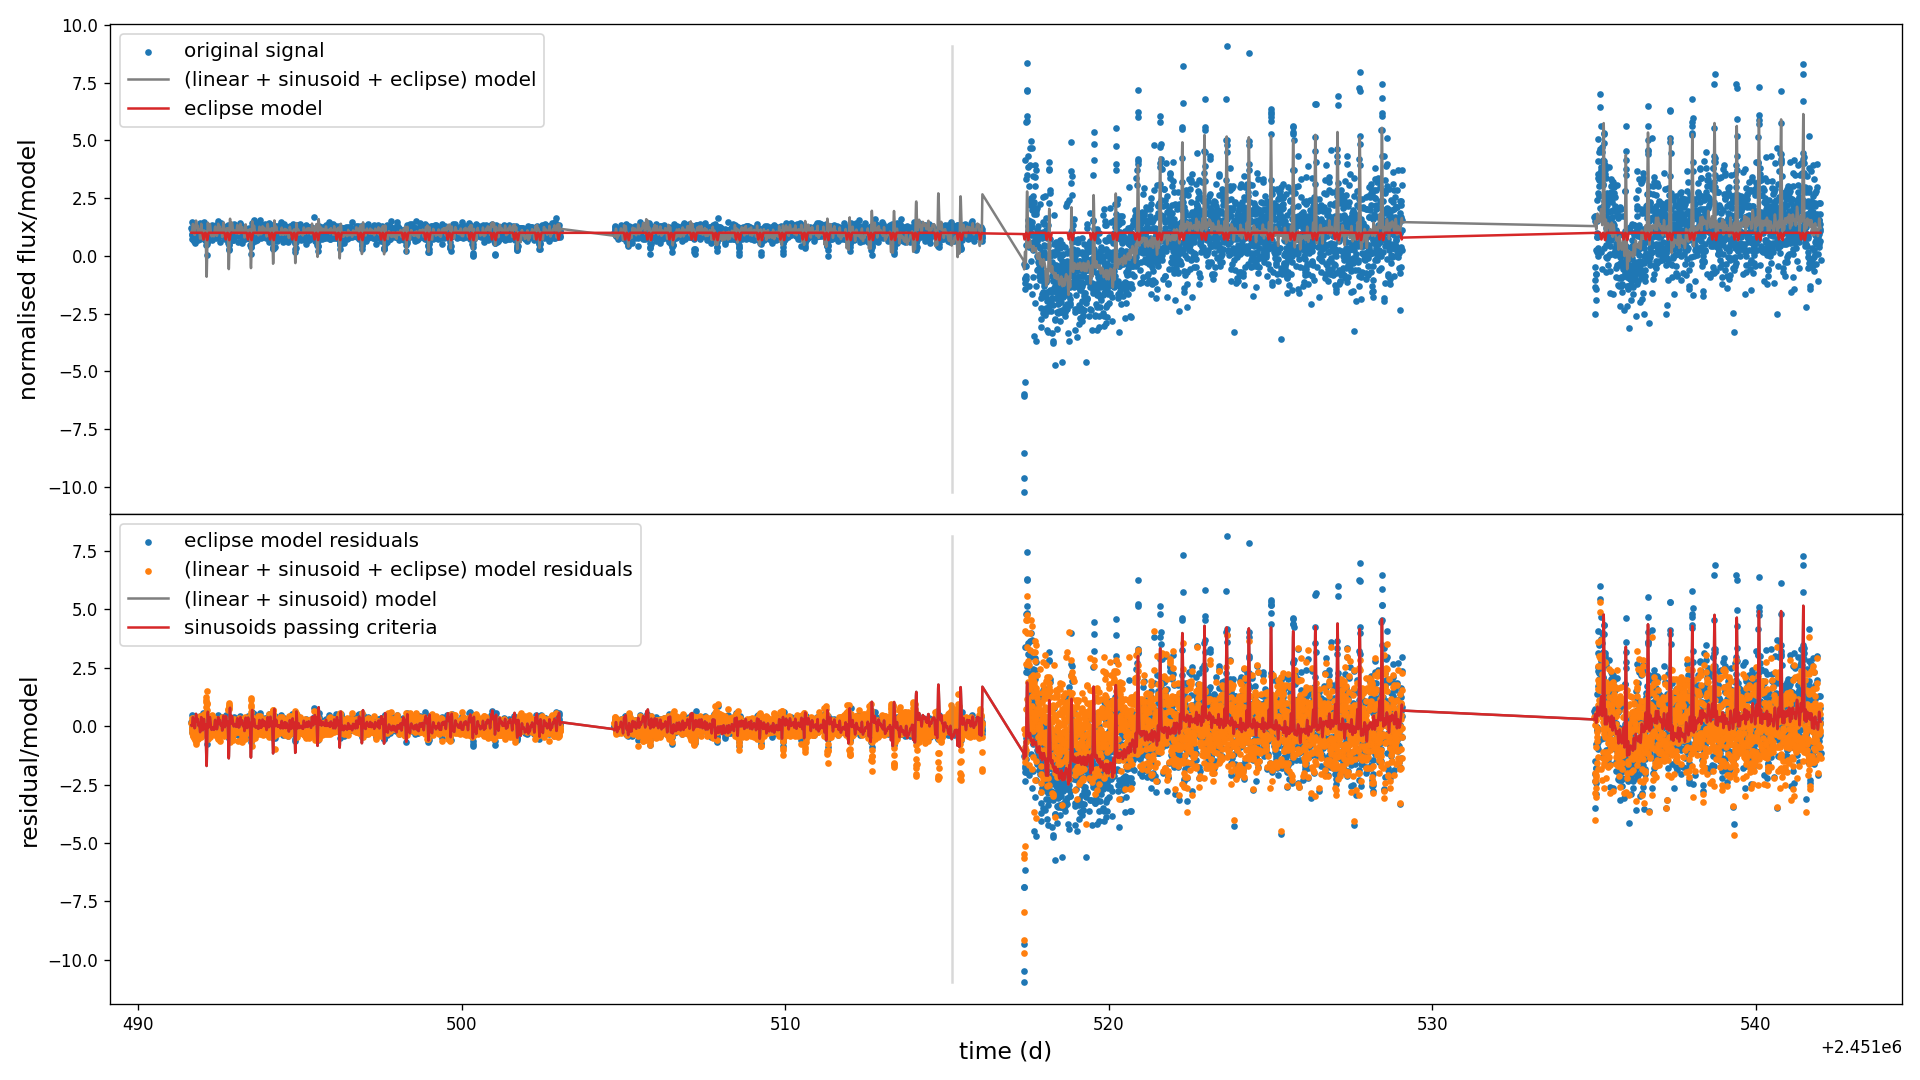 10.0
7.5
5.0
2.5
0.0
−2.5
−5.0
−7.5
−10.0
normalised flux/model
original signal
(linear + sinusoid + eclipse) model
eclipse model
7.5
5.0
2.5
0.0
−2.5
−5.0
−7.5
−10.0
residual/model
eclipse model residuals
(linear + sinusoid + eclipse) model residuals
(linear + sinusoid) model
sinusoids passing criteria
490 500 510 520 530 540
time (d)
+2.451e6